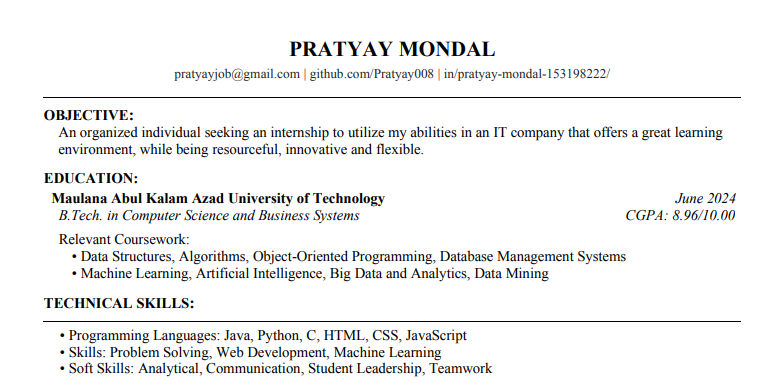 PRATYAY MONDAL
pratyayjob@gmail.com | github.com/Pratyay008 | in/pratyay-mondal-153198222/
OBJECTIVE:
An organized individual seeking an internship to utilize my abilities in an IT company that offers a great learning
environment, while being resourceful, innovative and flexible.
EDUCATION:
Maulana Abul Kalam Azad University of Technology June 2024
B.Tech. in Computer Science and Business Systems CGPA: 8.96/10.00
Relevant Coursework:
• Data Structures, Algorithms, Object-Oriented Programming, Database Management Systems
• Machine Learning, Artificial Intelligence, Big Data and Analytics, Data Mining
TECHNICAL SKILLS:
• Programming Languages: Java, Python, C, HTML, CSS, JavaScript
• Skills: Problem Solving, Web Development, Machine Learning
• Soft Skills: Analytical, Communication, Student Leadership, Teamwork